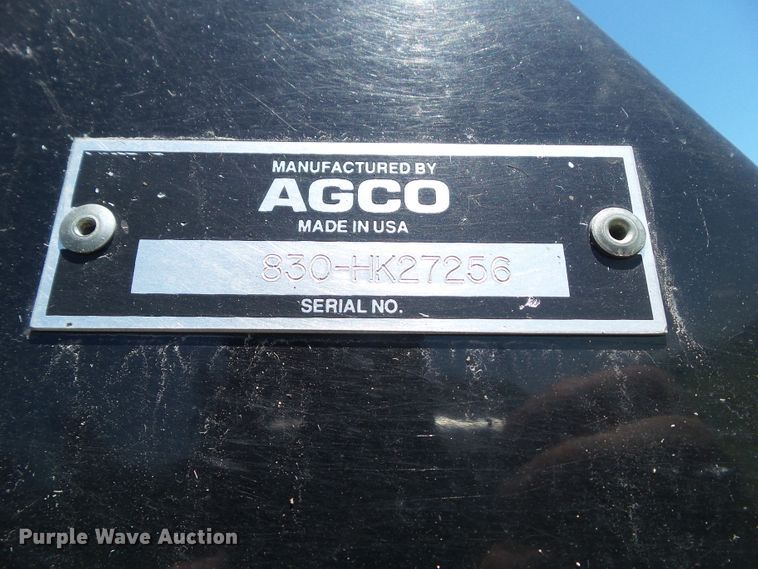 MANUFACTURED BY
AGCO
MADE IN USA
830-HK27256
SERIAL NO.
Purple Wave Auction